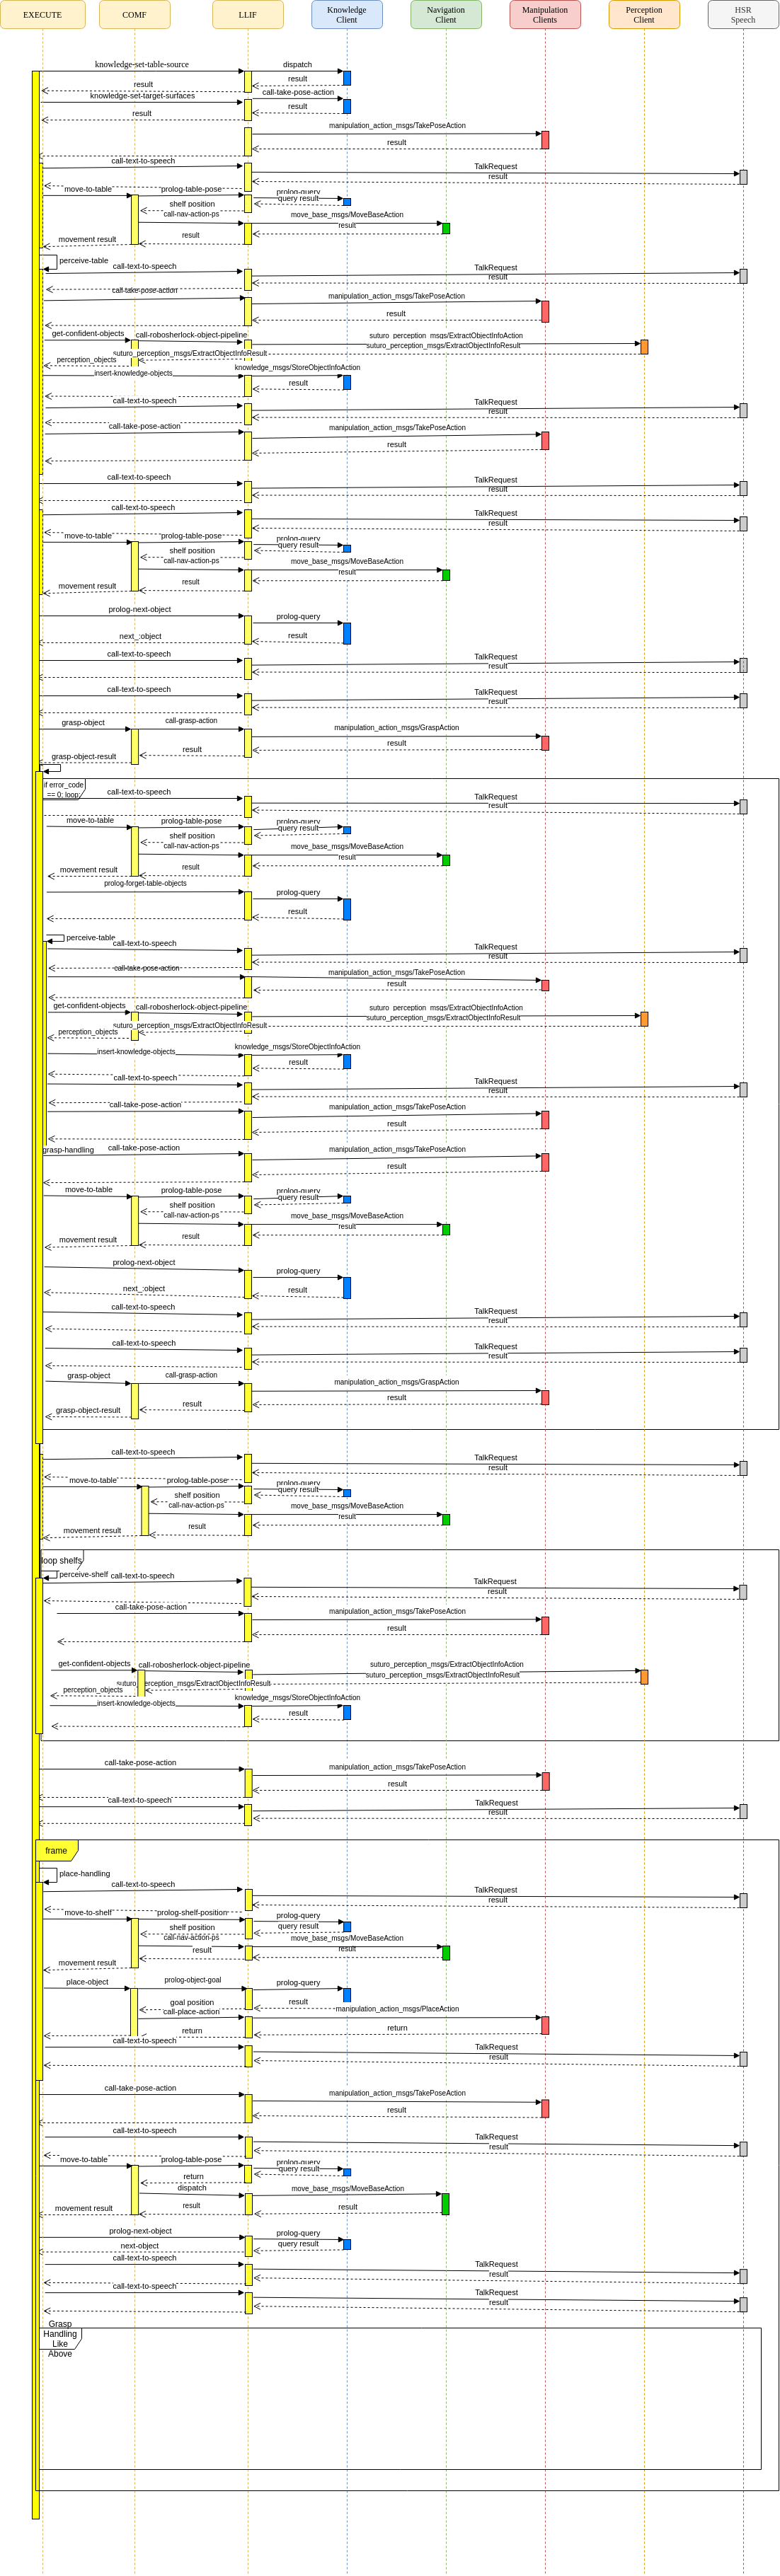 EXECUTE
COMF
LLIF
Knowledge
Client
Navigation
Client
Manipulation
Clients
Perception
Client
HSR
Speech
knowledge-set-table-source
dispatch
result
result
knowledge-set-target-surfaces
call-take-pose-action
result
result
manipulation_action_msgs/TakePoseAction
result
call-text-to-speech
TalkRequest
result
move-to-table
prolog-table-pose
prolog-query
query result
shelf position
call-nav-action-ps
move_base_msgs/MoveBaseAction
result
result
movement result
perceive-table
call-text-to-speech
TalkRequest
result
call-take-pose-action
manipulation_action_msgs/TakePoseAction
result
get-confident-objects
call-robosherlock-object-pipeline
suturo_perception_msgs/ExtractObjectInfoAction
suturo_perception_msgs/ExtractObjectInfoResult
suturo_perception_msgs/ExtractObjectInfoResult
perception_objects
insert-knowledge-objects
knowledge_msgs/StoreObjectInfoAction
result
call-text-to-speech
TalkRequest
result
call-take-pose-action
manipulation_action_msgs/TakePoseAction
result
call-text-to-speech
TalkRequest
result
call-text-to-speech
TalkRequest
result
move-to-table
prolog-table-pose
prolog-query
query result
shelf position
call-nav-action-ps
move_base_msgs/MoveBaseAction
result
result
movement result
prolog-next-object
prolog-query
next_:object
result
call-text-to-speech
TalkRequest
result
call-text-to-speech
TalkRequest
result
grasp-object
call-grasp-action
manipulation_action_msgs/GraspAction
result
result
grasp-object-result
if error_code
== 0; loop
call-text-to-speech
TalkRequest
result
move-to-table
prolog-table-pose
prolog-query
query result
shelf position
call-nav-action-ps
move_base_msgs/MoveBaseAction
result
result
movement result
prolog-forget-table-objects
prolog-query
result
perceive-table
call-text-to-speech
TalkRequest
result
call-take-pose-action
manipulation_action_msgs/TakePoseAction
result
get-confident-objects
call-robosherlock-object-pipeline
suturo_perception_msgs/ExtractObjectInfoAction
suturo_perception_msgs/ExtractObjectInfoResult
suturo_perception_msgs/ExtractObjectInfoResult
perception_objects
insert-knowledge-objects
knowledge_msgs/StoreObjectInfoAction
result
call-text-to-speech
TalkRequest
result
call-take-pose-action
manipulation_action_msgs/TakePoseAction
result
grasp-handling
call-take-pose-action
manipulation_action_msgs/TakePoseAction
result
move-to-table
prolog-table-pose
prolog-query
query result
shelf position
call-nav-action-ps
move_base_msgs/MoveBaseAction
result
result
movement result
prolog-next-object
prolog-query
next_:object
result
call-text-to-speech
TalkRequest
result
call-text-to-speech
TalkRequest
result
grasp-object
call-grasp-action
manipulation_action_msgs/GraspAction
result
result
grasp-object-result
call-text-to-speech
TalkRequest
result
move-to-table
prolog-table-pose
prolog-query
query result
shelf position
call-nav-action-ps
move_base_msgs/MoveBaseAction
result
result
movement result
loop shelfs
perceive-shelf
call-text-to-speech
TalkRequest
result
call-take-pose-action
manipulation_action_msgs/TakePoseAction
result
get-confident-objects
call-robosherlock-object-pipeline
suturo_perception_msgs/ExtractObjectInfoAction
suturo_perception_msgs/ExtractObjectInfoResult
suturo_perception_msgs/ExtractObjectInfoResult
perception_objects
insert-knowledge-objects
knowledge_msgs/StoreObjectInfoAction
result
call-take-pose-action
manipulation_action_msgs/TakePoseAction
result
call-text-to-speech
TalkRequest
result
frame
place-handling
call-text-to-speech
TalkRequest
result
move-to-shelf
prolog-shelf-position
prolog-query
query result
shelf position
call-nav-action-ps
move_base_msgs/MoveBaseAction
result
result
movement result
place-object
prolog-object-goal
prolog-query
result
goal position
manipulation_action_msgs/PlaceAction
call-place-action
return
return
call-text-to-speech
TalkRequest
result
call-take-pose-action
manipulation_action_msgs/TakePoseAction
result
call-text-to-speech
TalkRequest
result
move-to-table
prolog-table-pose
prolog-query
query result
return
dispatch
move_base_msgs/MoveBaseAction
result
result
movement result
prolog-next-object
prolog-query
query result
next-object
call-text-to-speech
TalkRequest
result
call-text-to-speech
TalkRequest
result
Grasp
Handling
Like
Above